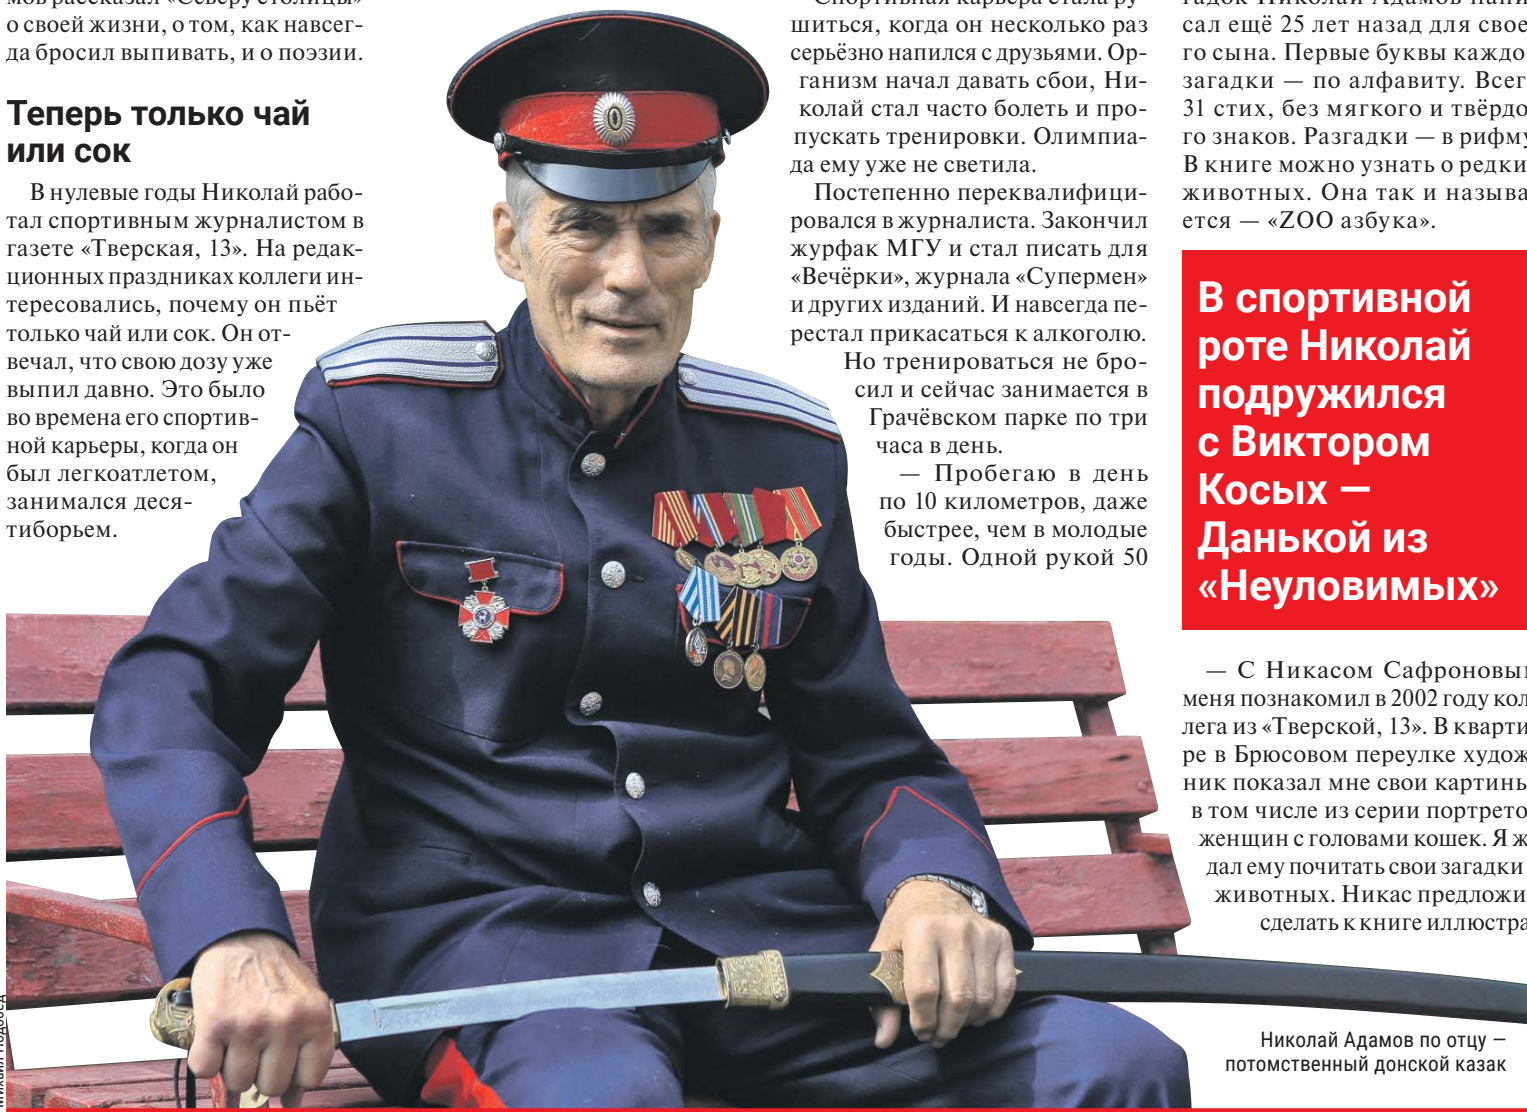 о своей жизни, о том, как навсег-
да бросил выпивать, и о поэзии.
Теперь только чай
или сок
В нулевые годы Николай рабо-
тал спортивным журналистом в
газете «Тверская, 13». На редак-
ционных праздниках коллеги ин-
тересовались, почему он пьёт
только чай или сок. Он от-
вечал, что свою дозу уже
выпил давно. Это было
во времена его спортив-
ной карьеры, когда он
был легкоатлетом,
занимался деся-
тиборьем.
Спортивная карьера стала ру-
шиться, когда он несколько раз
серьёзно напился с друзьями. Ор-
ганизм начал давать сбои, Ни-
колай стал часто болеть и про-
пускать тренировки. Олимпиа-
да ему уже не светила.
Постепенно переквалифици-
ровался в журналиста. Закончил
журфак МГУ и стал писать для
«Вечёрки», журнала «Супермен»
и других изданий. И навсегда пе-
рестал прикасаться к алкоголю.
Но тренироваться не бро-
сил и сейчас занимается в
Грачёвском парке по три
часа в день.
— Пробегаю в день
по 10 километров, даже
быстрее, чем в молодые
годы. Одной рукой 50
сал ещё 25 лет назад для свое
го сына. Первые буквы каждо
загадки — по алфавиту. Всег
31 стих, без мягкого и твёрдо
го знаков. Разгадки — в рифму
В книге можно узнать о редки
животных. Она так и называ
ется — «ZOO азбука».
В спортивной
роте Николай
подружился
с Виктором
Косых —
Данькой из
«Неуловимых»
— С Никасом Сафроновы
меня познакомил в 2002 году кол
лега из «Тверской, 13». В кварти
ре в Брюсовом переулке худож
ник показал мне свои картины
в том числе из серии портрето
женщин с головами кошек. Я ж
дал ему почитать свои загадки
животных. Никас предложи
сделать к книге иллюстра
Николай Адамов по отцу —
потомственный донской казак